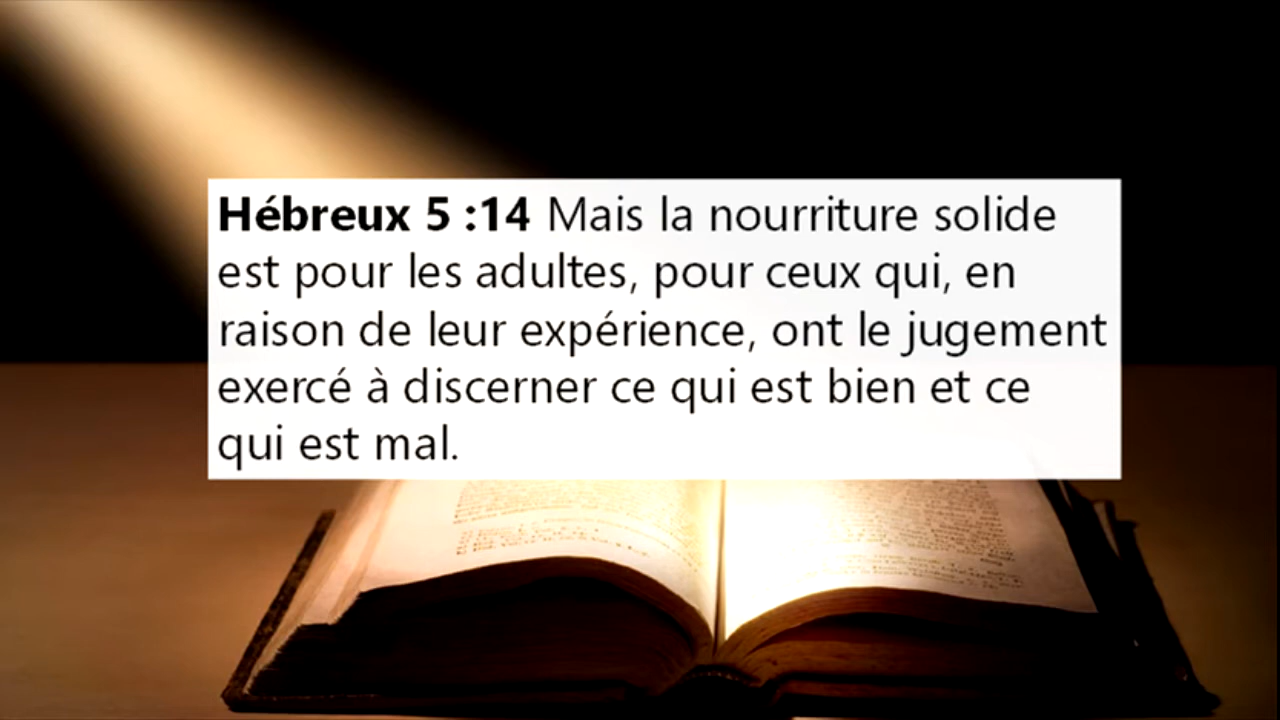 Hébreux 5 :14 Mais la nourriture solide
est pour les adultes, pour ceux qui, en
raison de leur expérience, ont le jugement
exercé à discerner ce qui est bien et ce
qui est mal.